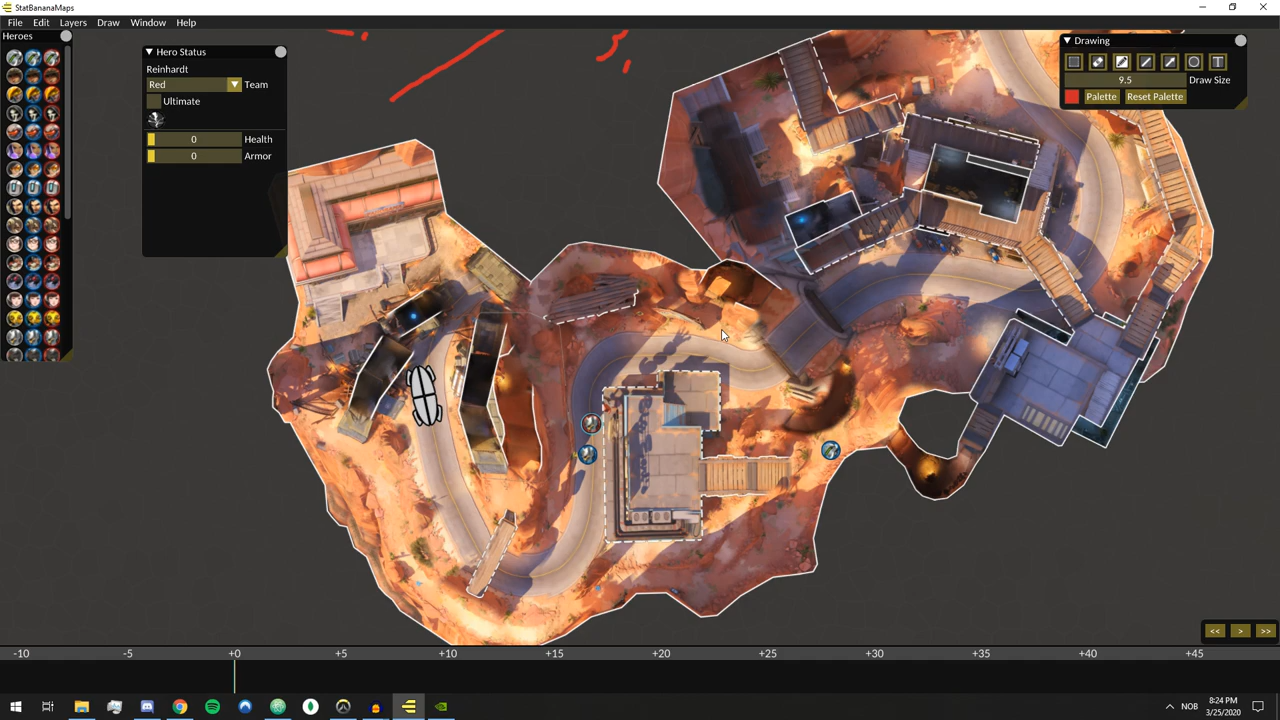 StatBananaMaps
File Edit Layers Draw Window Help
Heroes
Hero Status
Reinhardt
Red Team
Ultimate
0 Health
0 Armor
Drawing
T
9.5 Draw Size
Palette Reset Palette
<< > >>
-10 -5 +0 +5 +10 +15 +20 +25 +30 +35 +40 +45
NOB
8:24 PM
3/25/2020